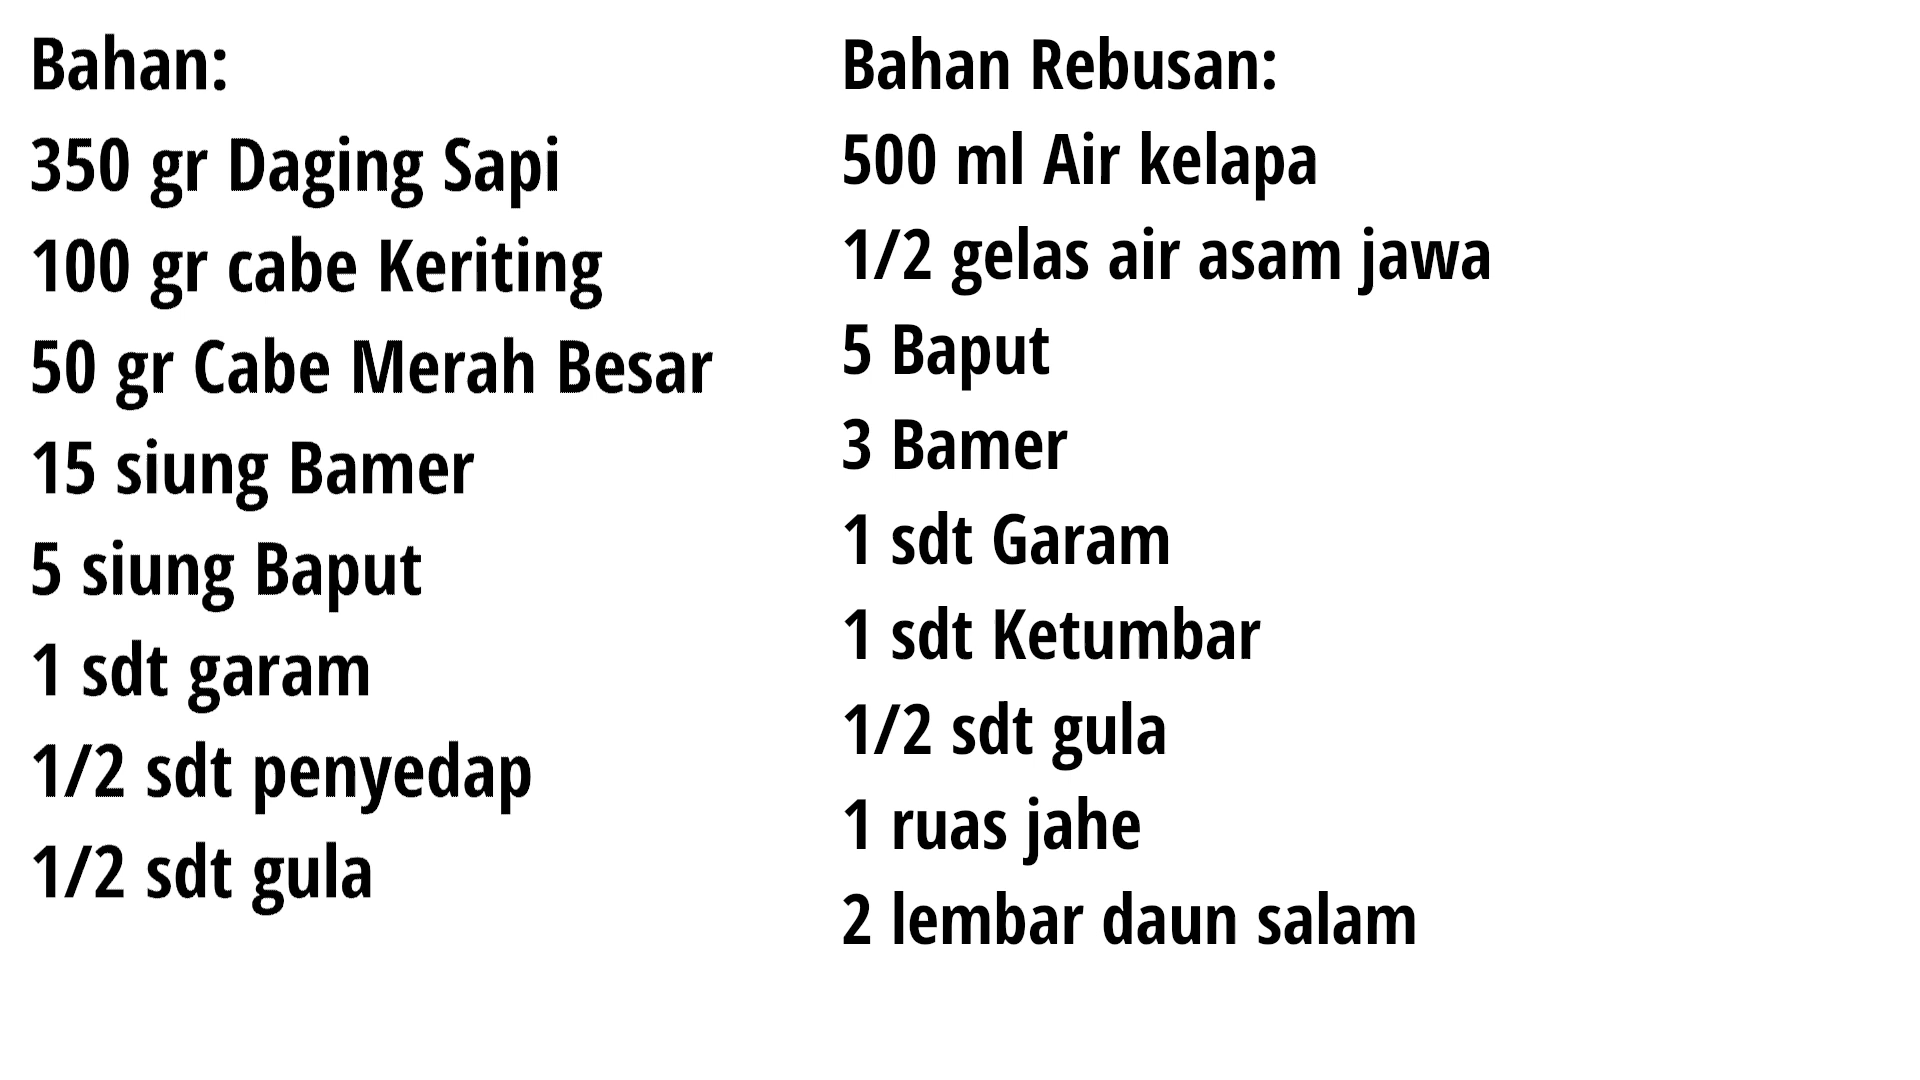 Bahan:
350 gr Daging Sapi
100 gr cabe Keriting
50 gr Cabe Merah Besar
15 siung Bamer
5 siung Baput
1 sdt garam
1/2 sdt penyedap
1/2 sdt gula
Bahan Rebusan:
500 ml Air kelapa
1/2 gelas air asam jawa
5 Baput
3 Bamer
1 sdt Garam
1 sdt Ketumbar
1/2 sdt gula
1 ruas jahe
2 lembar daun salam